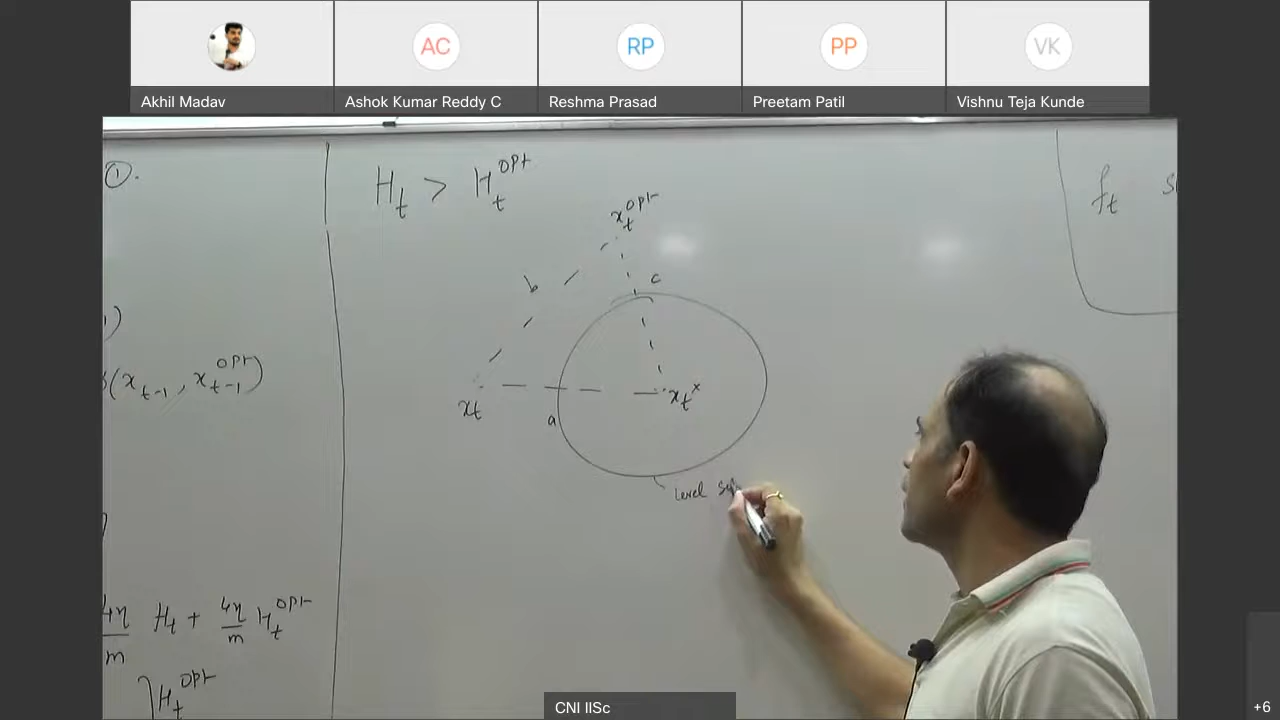 Akhil Madav
AC
Ashok Kumar Reddy C
RP
Reshma Prasad
PP
Preetam Patil
VK
Vishnu Teja Kunde
①.
H_t > H_t^opt
x_t^opt
f_t
b
c
)
(x_{t-1}, x_{t-1}^opt)
x_t
x_t^x
a
Level
4η/m H_t + 4η/m H_t^opt
]H_t^opt
CNI IISc
+6